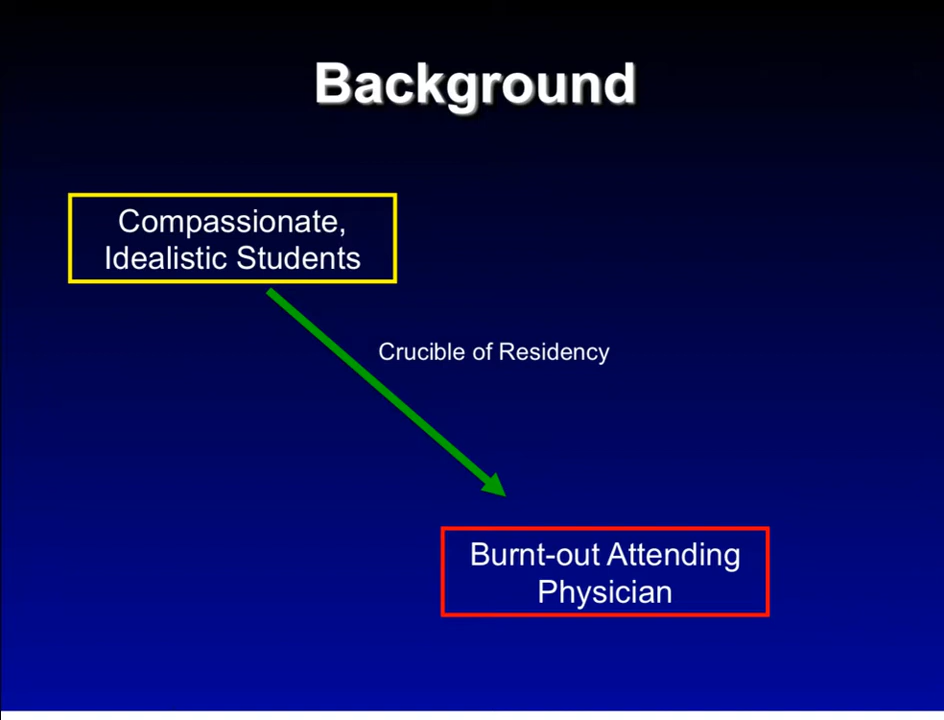 Background
Compassionate,
Idealistic Students
Crucible of Residency
Burnt-out Attending
Physician